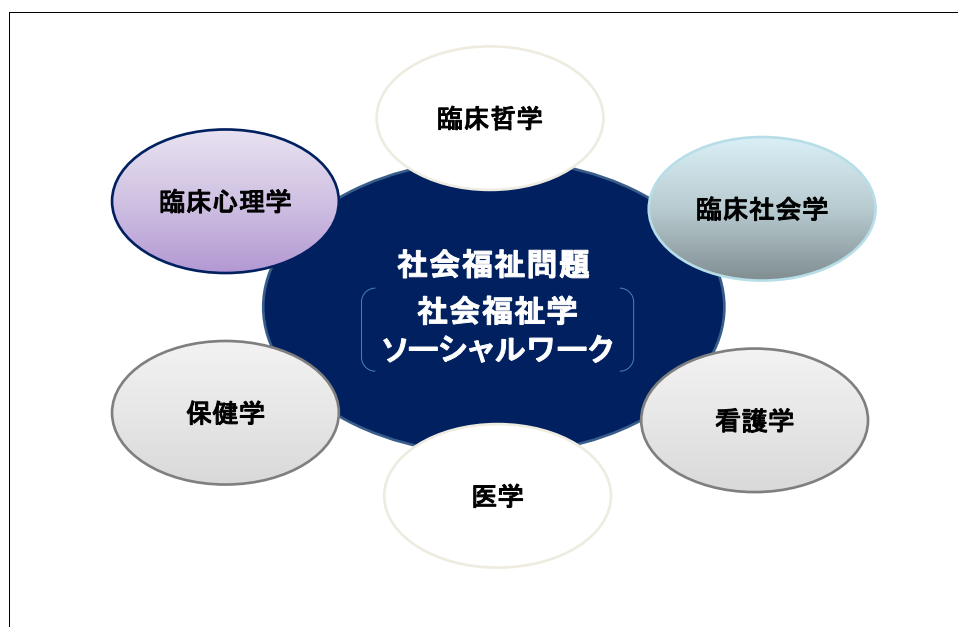 臨床哲学
臨床心理学
臨床社会学
社会福祉問題
社会福祉学
ソーシャルワーク
保健学
看護学
医学